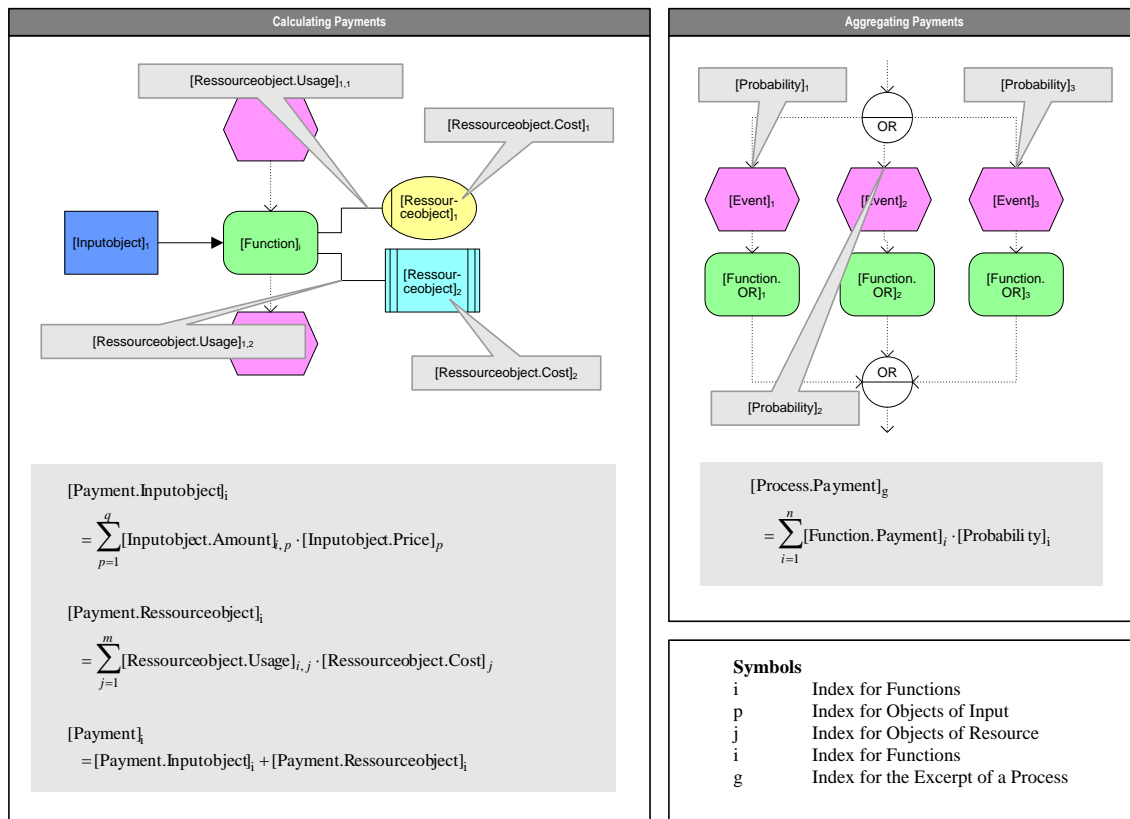 Calculating Payments
[Ressourceobject.Usage]1,1
[Ressourceobject.Cost]1
[Inputobject]1
[Function]i
[Ressour-
ceobject]1
[Ressour-
ceobject]2
[Ressourceobject.Usage]1,2
[Ressourceobject.Cost]2
[Payment.Inputobject]i
= q∑p=1 [Inputobject.Amount]i, p · [Inputobject.Price]p
[Payment.Ressourceobject]i
= m∑j=1 [Ressourceobject.Usage]i, j · [Ressourceobject.Cost]j
[Payment]i
= [Payment.Inputobject]i + [Payment.Ressourceobject]i
Aggregating Payments
[Probability]1
[Probability]3
OR
[Event]1
[Event]2
[Event]3
[Function.
OR]1
[Function.
OR]2
[Function.
OR]3
OR
[Probability]2
[Process.Payment]g
= n∑i=1 [Function.Payment]i · [Probability]i
Symbols
i Index for Functions
p Index for Objects of Input
j Index for Objects of Resource
i Index for Functions
g Index for the Excerpt of a Process